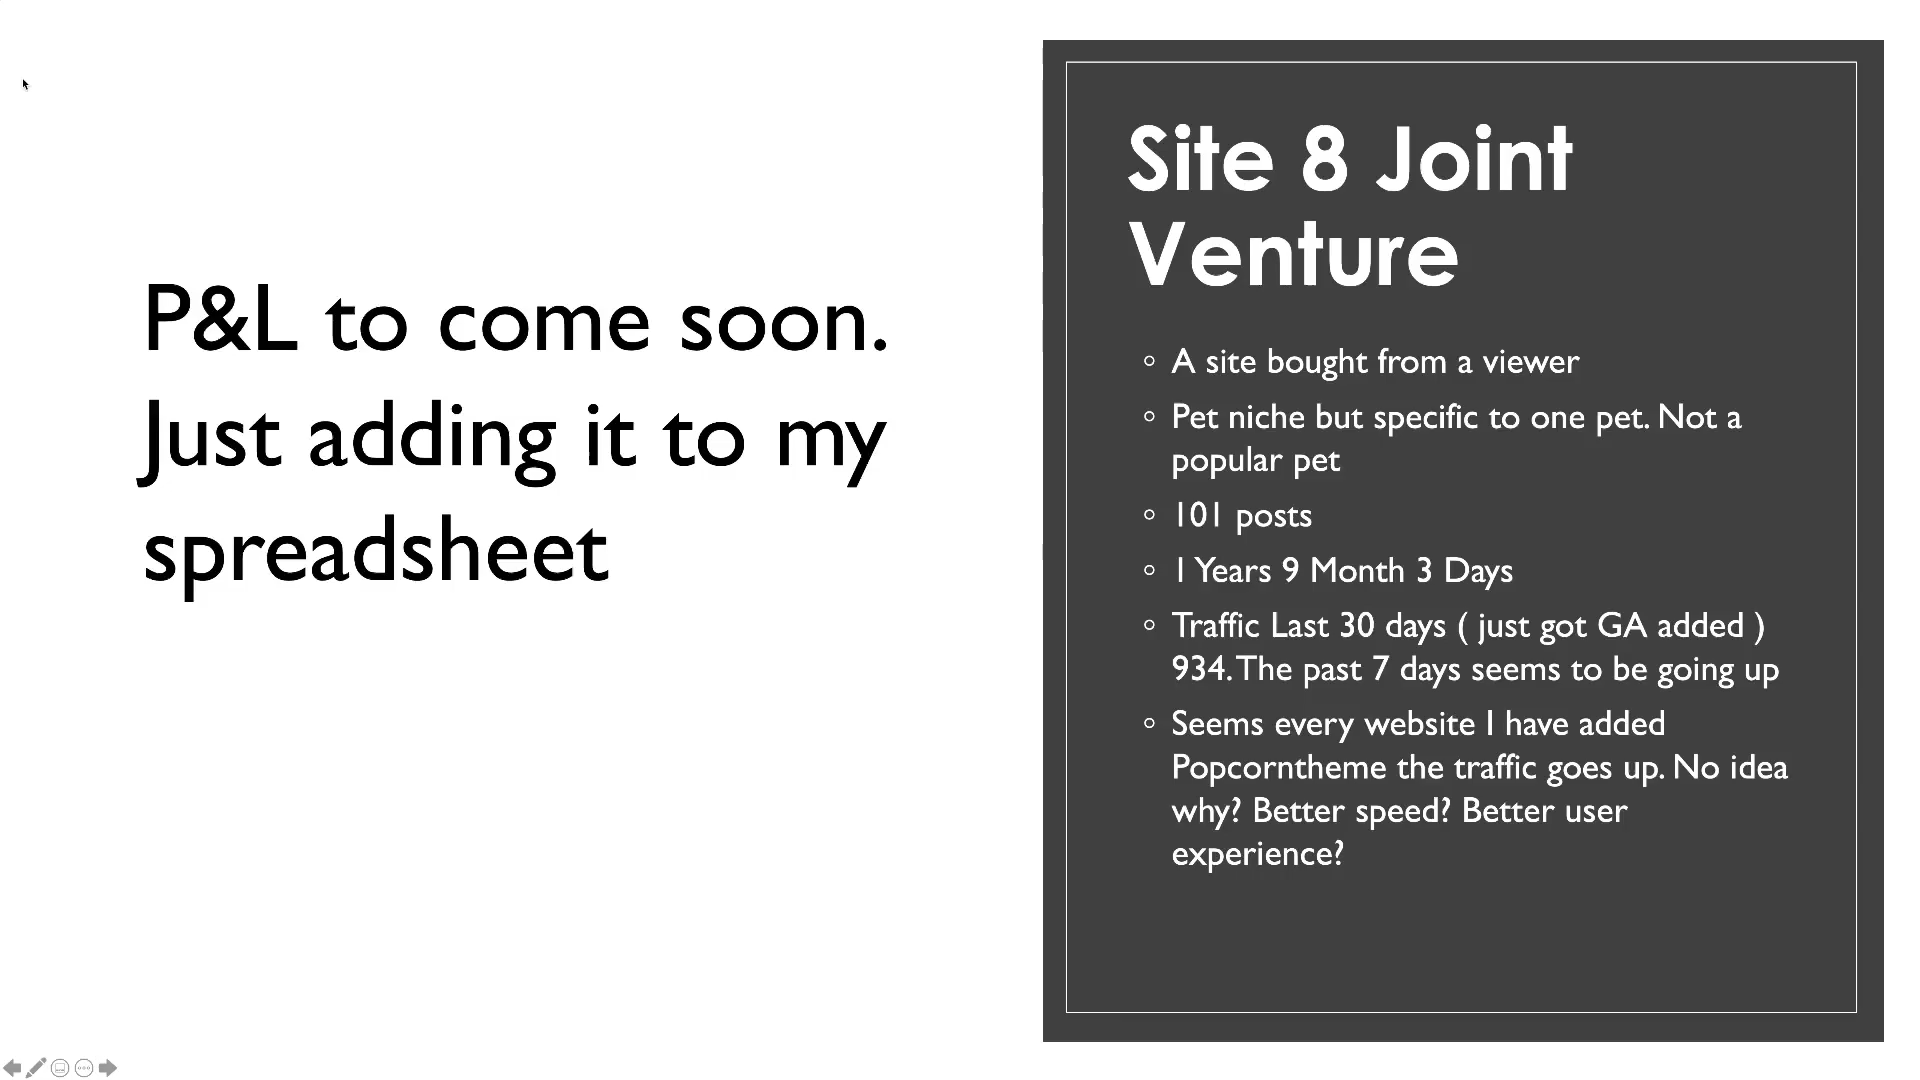 P&L to come soon.
Just adding it to my
spreadsheet
Site 8 Joint
Venture
◦ A site bought from a viewer
◦ Pet niche but specific to one pet. Not a
popular pet
◦ 101 posts
◦ 1 Years 9 Month 3 Days
◦ Traffic Last 30 days ( just got GA added )
934. The past 7 days seems to be going up
◦ Seems every website I have added
Popcorntheme the traffic goes up. No idea
why? Better speed? Better user
experience?